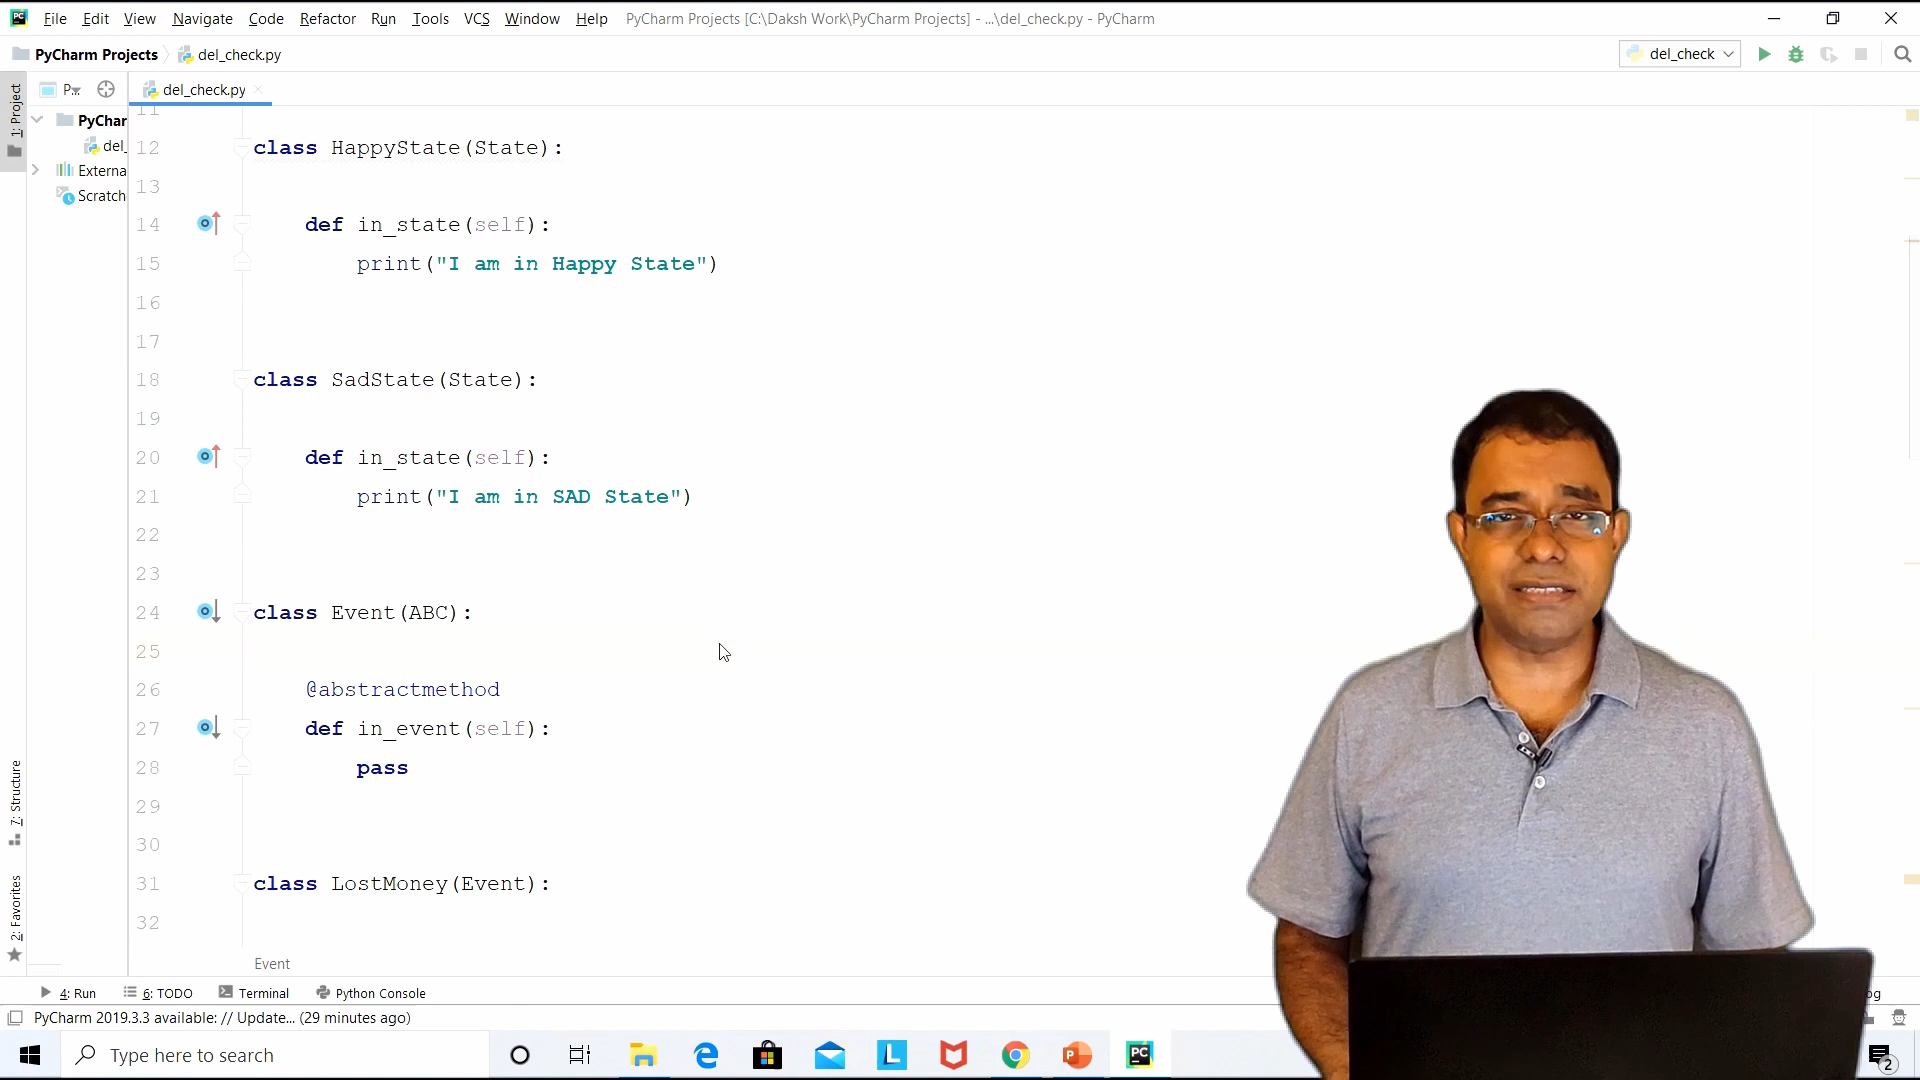 File Edit View Navigate Code Refactor Run Tools VCS Window Help PyCharm Projects [C:\Daksh Work\PyCharm Projects] - ...\del_check.py - PyCharm
PyCharm Projects del_check.py del_check
1: Project P... del_check.py
PyChar
del_
Externa
Scratch
11
12 class HappyState(State):
13
14 def in_state(self):
15 print("I am in Happy State")
16
17
18 class SadState(State):
19
20 def in_state(self):
21 print("I am in SAD State")
22
23
24 class Event(ABC):
25
26 @abstractmethod
27 def in_event(self):
28 pass
29
30
31 class LostMoney(Event):
32
7: Structure
2: Favorites
Event
4: Run 6: TODO Terminal Python Console og
PyCharm 2019.3.3 available: // Update... (29 minutes ago)
Type here to search
2